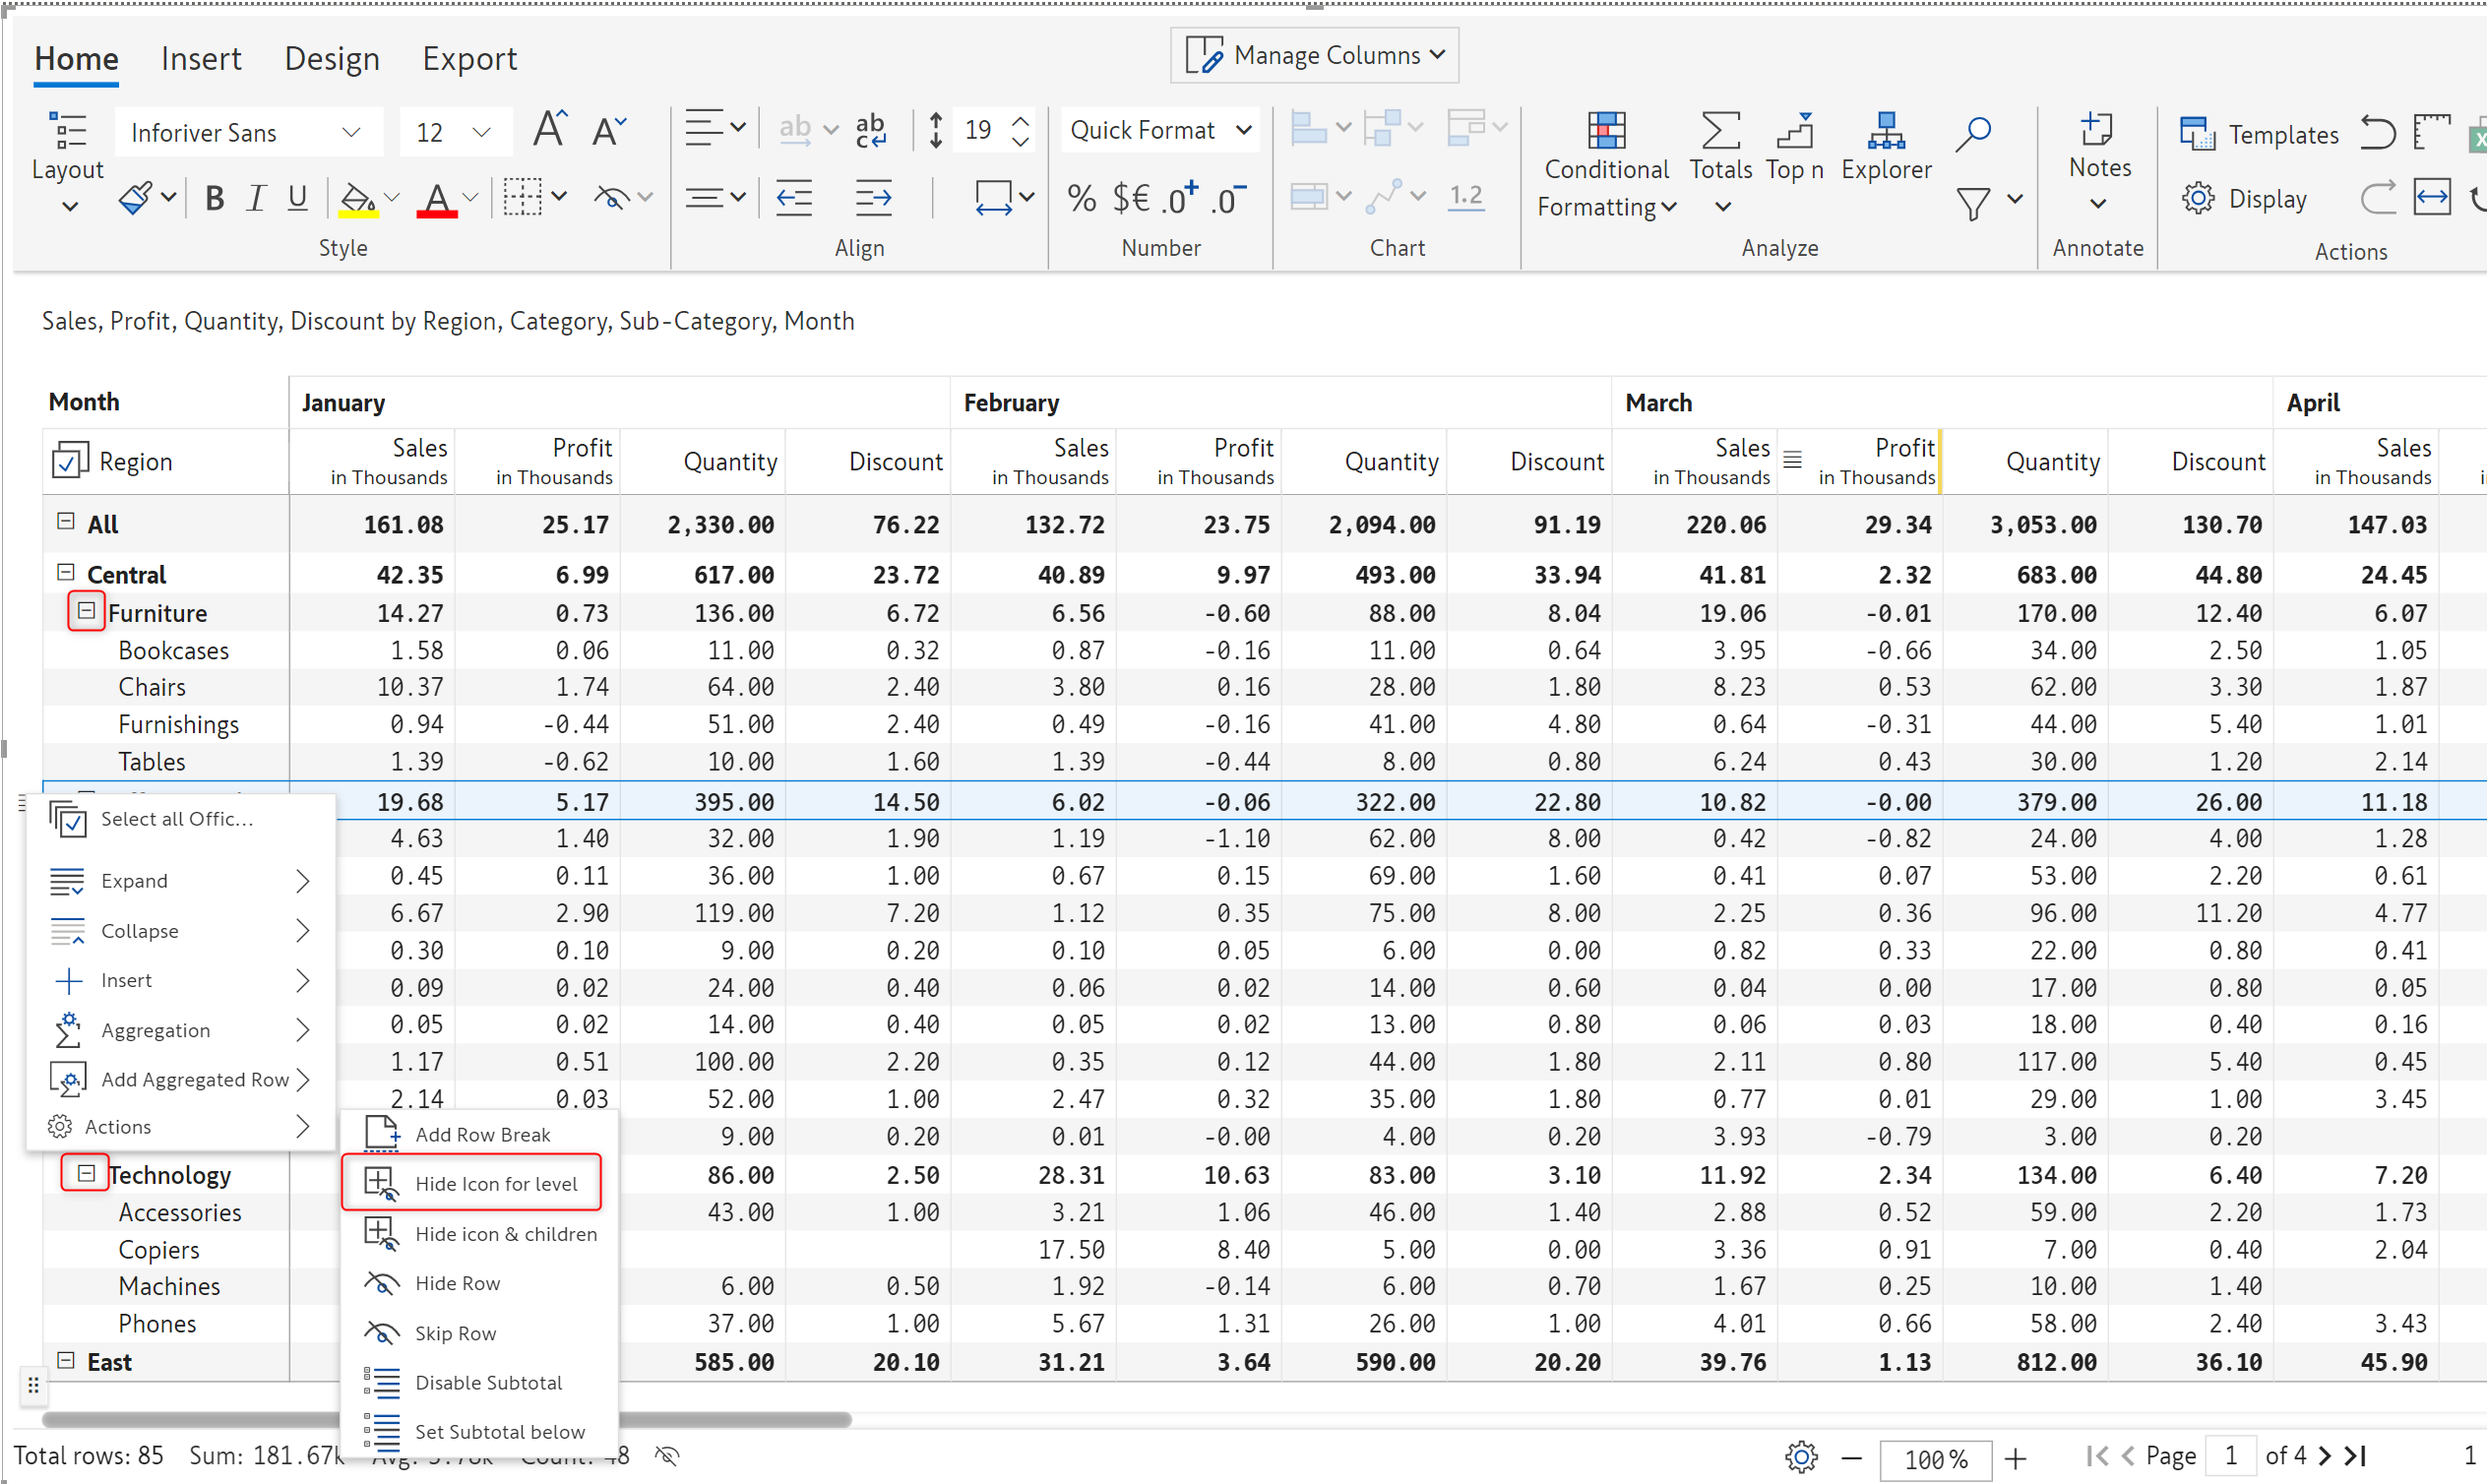 Home Insert Design Export Manage Columns
Layout Inforiver Sans 12 A A ab ab c 19 Quick Format Conditional Formatting Totals Top n Explorer Notes Templates
B I U A % $€ .0+ .0- 1.2 Display
Style Align Number Chart Analyze Annotate Actions
Sales, Profit, Quantity, Discount by Region, Category, Sub-Category, Month
Month January February March April
Region Sales in Thousands Profit in Thousands Quantity Discount Sales in Thousands Profit in Thousands Quantity Discount Sales in Thousands Profit in Thousands Quantity Discount Sales in Thousands
All 161.08 25.17 2,330.00 76.22 132.72 23.75 2,094.00 91.19 220.06 29.34 3,053.00 130.70 147.03
Central 42.35 6.99 617.00 23.72 40.89 9.97 493.00 33.94 41.81 2.32 683.00 44.80 24.45
Furniture 14.27 0.73 136.00 6.72 6.56 -0.60 88.00 8.04 19.06 -0.01 170.00 12.40 6.07
Bookcases 1.58 0.06 11.00 0.32 0.87 -0.16 11.00 0.64 3.95 -0.66 34.00 2.50 1.05
Chairs 10.37 1.74 64.00 2.40 3.80 0.16 28.00 1.80 8.23 0.53 62.00 3.30 1.87
Furnishings 0.94 -0.44 51.00 2.40 0.49 -0.16 41.00 4.80 0.64 -0.31 44.00 5.40 1.01
Tables 1.39 -0.62 10.00 1.60 1.39 -0.44 8.00 0.80 6.24 0.43 30.00 1.20 2.14
19.68 5.17 395.00 14.50 6.02 -0.06 322.00 22.80 10.82 -0.00 379.00 26.00 11.18
Select all Offic...
4.63 1.40 32.00 1.90 1.19 -1.10 62.00 8.00 0.42 -0.82 24.00 4.00 1.28
Expand 0.45 0.11 36.00 1.00 0.67 0.15 69.00 1.60 0.41 0.07 53.00 2.20 0.61
6.67 2.90 119.00 7.20 1.12 0.35 75.00 8.00 2.25 0.36 96.00 11.20 4.77
Collapse
0.30 0.10 9.00 0.20 0.10 0.05 6.00 0.00 0.82 0.33 22.00 0.80 0.41
Insert 0.09 0.02 24.00 0.40 0.06 0.02 14.00 0.60 0.04 0.00 17.00 0.80 0.05
Aggregation 0.05 0.02 14.00 0.40 0.05 0.02 13.00 0.80 0.06 0.03 18.00 0.40 0.16
1.17 0.51 100.00 2.20 0.35 0.12 44.00 1.80 2.11 0.80 117.00 5.40 0.45
Add Aggregated Row
2.14 0.03 52.00 1.00 2.47 0.32 35.00 1.80 0.77 0.01 29.00 1.00 3.45
Actions
Add Row Break 9.00 0.20 0.01 -0.00 4.00 0.20 3.93 -0.79 3.00 0.20
Technology Hide Icon for level 86.00 2.50 28.31 10.63 83.00 3.10 11.92 2.34 134.00 6.40 7.20
Accessories 43.00 1.00 3.21 1.06 46.00 1.40 2.88 0.52 59.00 2.20 1.73
Hide icon & children
Copiers 17.50 8.40 5.00 0.00 3.36 0.91 7.00 0.40 2.04
Machines Hide Row 6.00 0.50 1.92 -0.14 6.00 0.70 1.67 0.25 10.00 1.40
Phones Skip Row 37.00 1.00 5.67 1.31 26.00 1.00 4.01 0.66 58.00 2.40 3.43
East 585.00 20.10 31.21 3.64 590.00 20.20 39.76 1.13 812.00 36.10 45.90
Disable Subtotal
Set Subtotal below
Total rows: 85 Sum: 181.67k 100 % Page 1 of 4 1